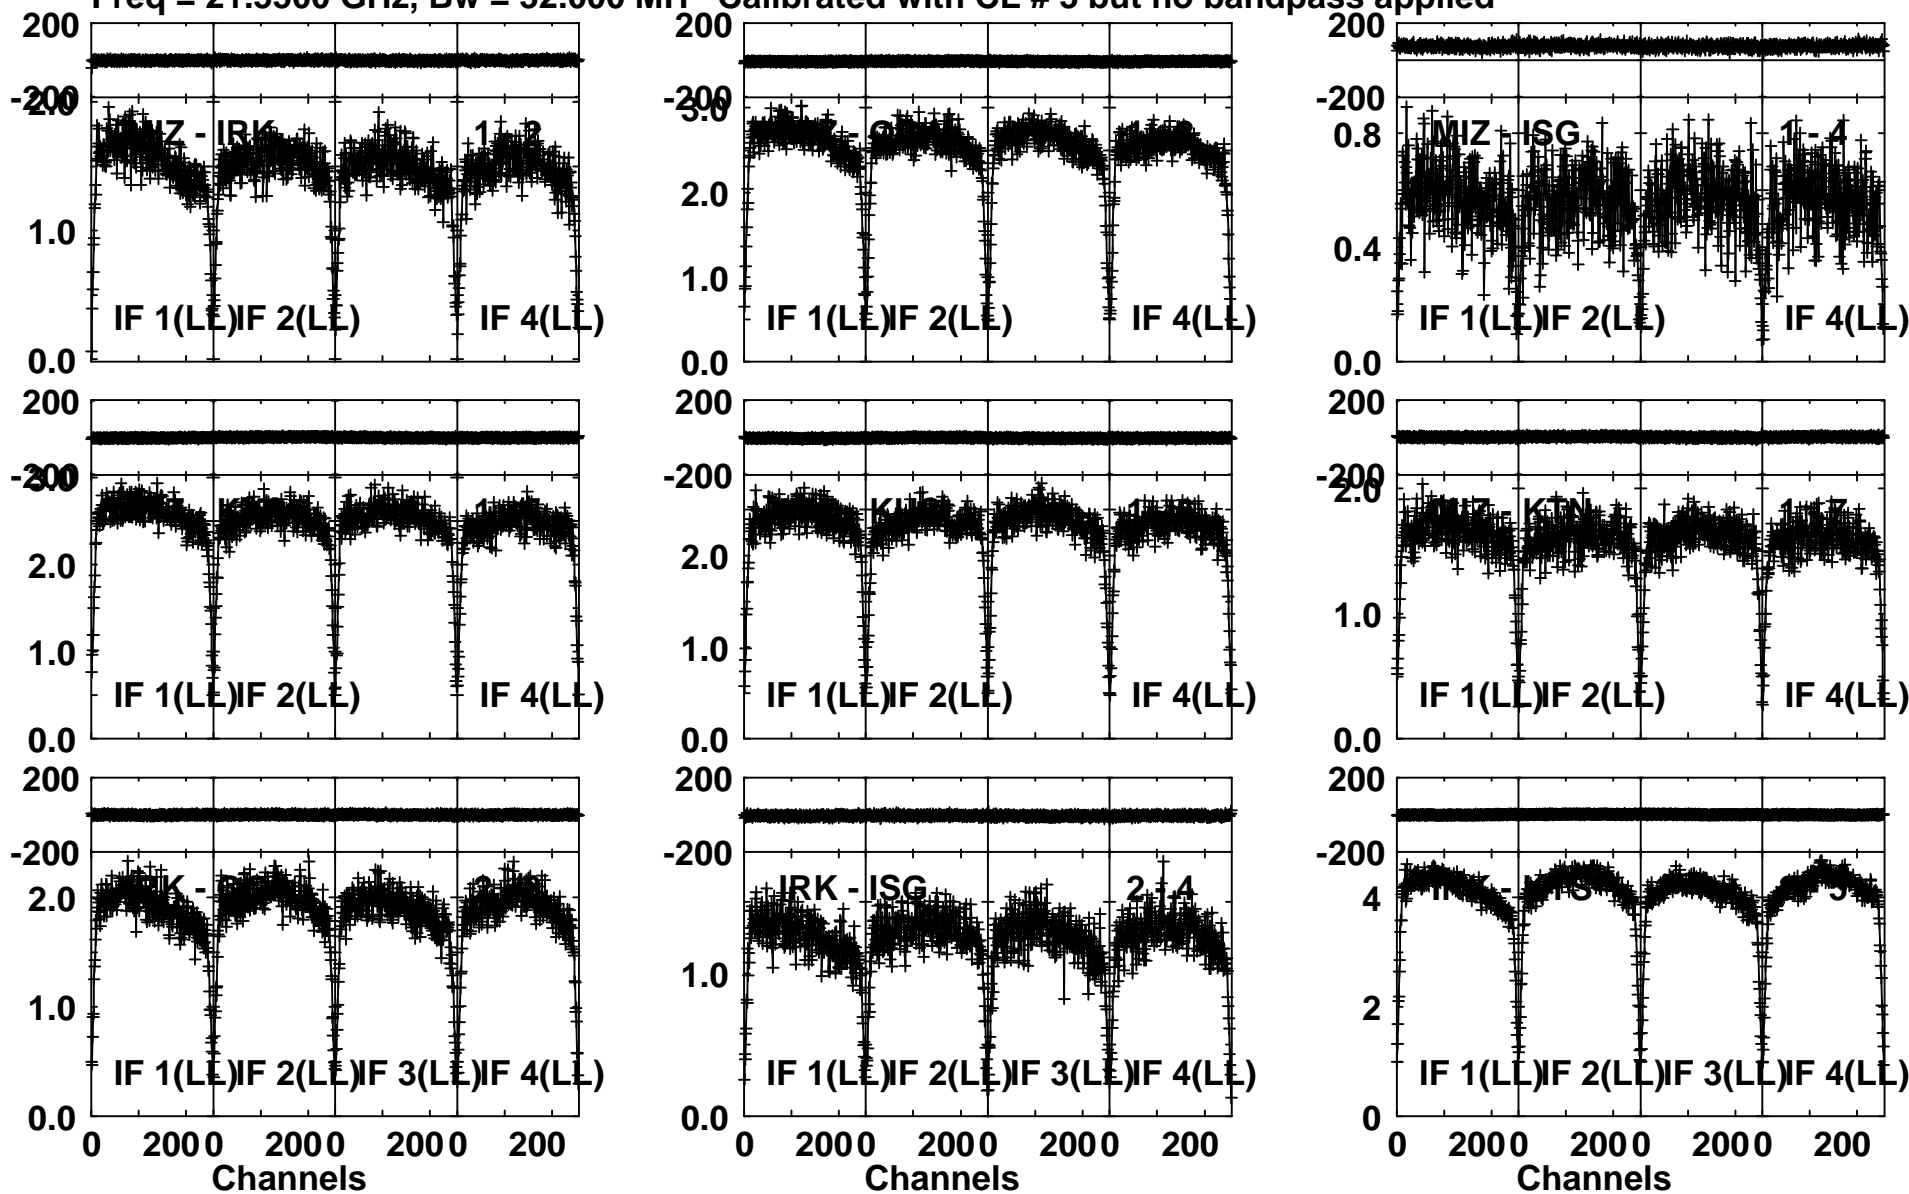 Freq = 21.5500 GHz, Bw = 32.000 MH Calibrated with CL # 3 but no bandpass applied
200 200 200
-200 -200 -200
2.0 3.0 0.8
MIZ - IRK MIZ - ISG 1 - 4
1.0 2.0 1.0 0.4
IF 1(LL) IF 2(LL) IF 4(LL) IF 1(LL) IF 2(LL) IF 4(LL) IF 1(LL) IF 2(LL) IF 4(LL)
0.0 0.0 0.0
200 200 200
-200 -200 -200
3.0 2.0
MIZ - KTN 1 - 7
2.0 2.0
1.0 1.0 1.0
IF 1(LL) IF 2(LL) IF 4(LL) IF 1(LL) IF 2(LL) IF 4(LL) IF 1(LL) IF 2(LL) IF 4(LL)
0.0 0.0 0.0
200 200 200
-200 -200 -200
IRK - ISG 2 - 4
2.0 4
1.0 1.0 2
IF 1(LL) IF 2(LL) IF 3(LL) IF 4(LL) IF 1(LL) IF 2(LL) IF 3(LL) IF 4(LL) IF 1(LL) IF 2(LL) IF 3(LL) IF 4(LL)
0.0 0.0 0
0 200 0 200 0 200 0 200 0 200 0 200 0 200 0 200 0 200 0 200 0 200 0 200
Channels Channels Channels